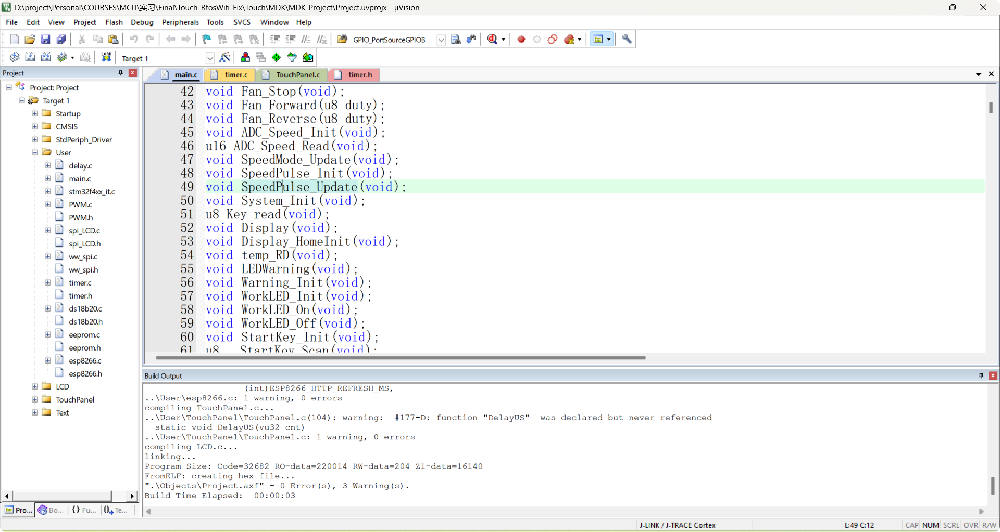 D:\project\Personal\COURSES\MCU\实习\Final\Touch_RtosWifi_Fix\Touch\MDK\MDK_Project\Project.uvprojx - µVision
File Edit View Project Flash Debug Peripherals Tools SVCS Window Help
GPIO_PortSourceGPIOB
LOAD Target 1
Project
Project: Project
Target 1
Startup
CMSIS
StdPeriph_Driver
User
delay.c
main.c
stm32f4xx_it.c
PWM.c
PWM.h
spi_LCD.c
spi_LCD.h
ww_spi.c
ww_spi.h
timer.c
timer.h
ds18b20.c
ds18b20.h
eeprom.c
eeprom.h
esp8266.c
esp8266.h
LCD
TouchPanel
Text
Pro... Bo... {} Fu... Te...
main.c timer.c TouchPanel.c timer.h
42 void Fan_Stop(void);
43 void Fan_Forward(u8 duty);
44 void Fan_Reverse(u8 duty);
45 void ADC_Speed_Init(void);
46 u16 ADC_Speed_Read(void);
47 void SpeedMode_Update(void);
48 void SpeedPulse_Init(void);
49 void SpeedPulse_Update(void);
50 void System_Init(void);
51 u8 Key_read(void);
52 void Display(void);
53 void Display_HomeInit(void);
54 void temp_RD(void);
55 void LEDWarning(void);
56 void Warning_Init(void);
57 void WorkLED_Init(void);
58 void WorkLED_On(void);
59 void WorkLED_Off(void);
60 void StartKey_Init(void);
61 u8   StartKey_Scan(void);
Build Output
(int)ESP8266_HTTP_REFRESH_MS,
..\User\esp8266.c: 1 warning, 0 errors
compiling TouchPanel.c...
..\User\TouchPanel\TouchPanel.c(104): warning:  #177-D: function "DelayUS"  was declared but never referenced
static void DelayUS(vu32 cnt)
..\User\TouchPanel\TouchPanel.c: 1 warning, 0 errors
compiling LCD.c...
linking...
Program Size: Code=32682 RO-data=220014 RW-data=204 ZI-data=16140
FromELF: creating hex file...
".\Objects\Project.axf" - 0 Error(s), 3 Warning(s).
Build Time Elapsed:  00:00:03
J-LINK / J-TRACE Cortex L:49 C:12 CAP NUM SCRL OVR R/W